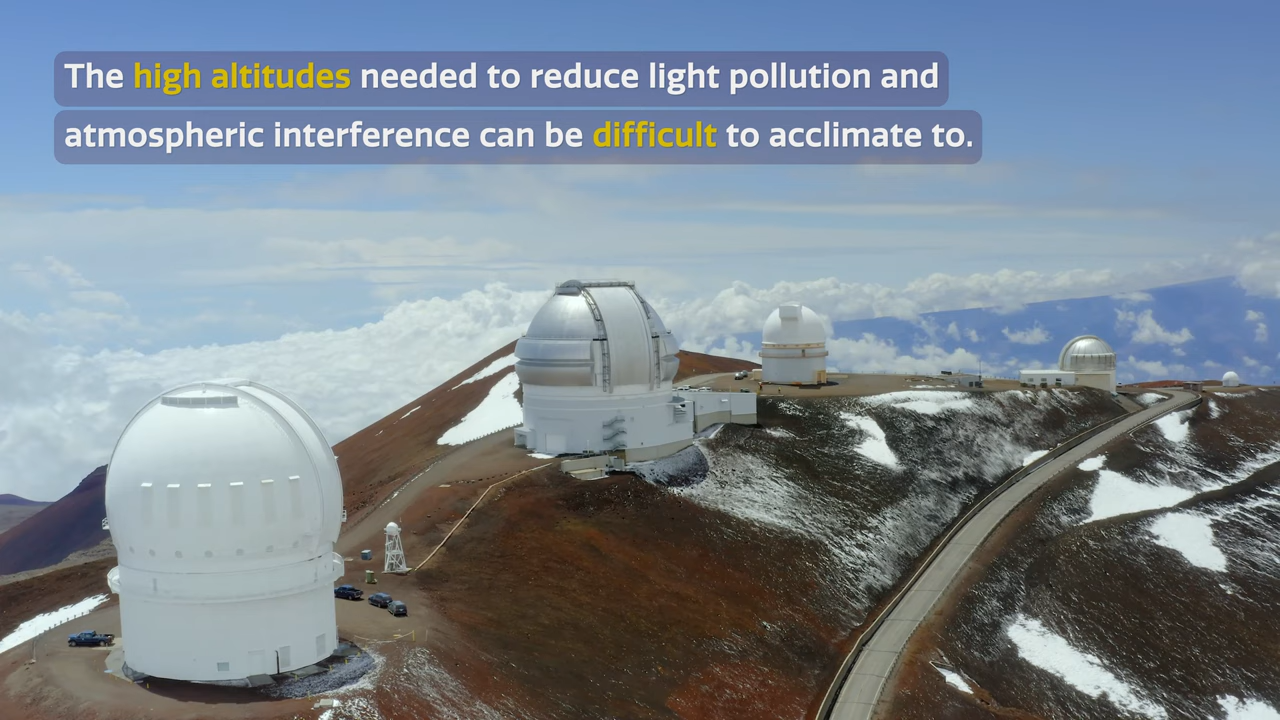 The high altitudes needed to reduce light pollution and
atmospheric interference can be difficult to acclimate to.